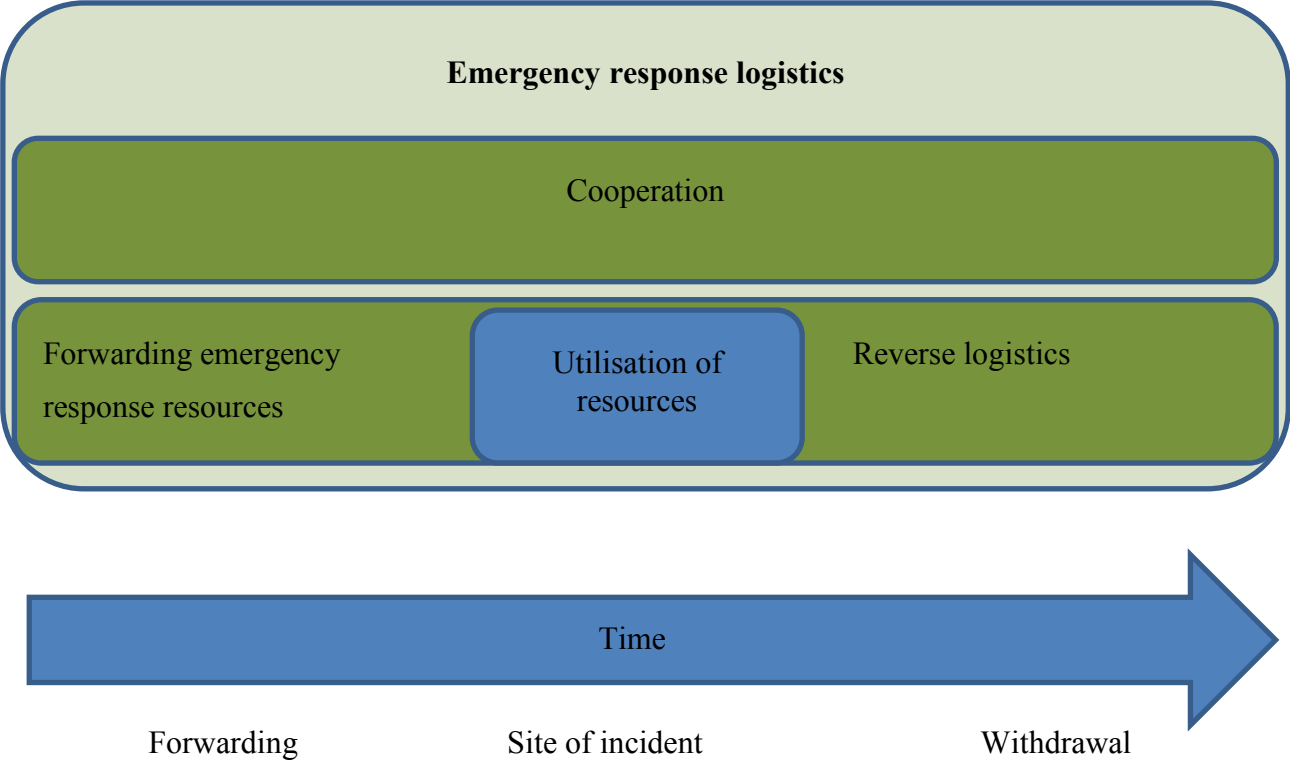 Emergency response logistics
Cooperation
Forwarding emergency
response resources
Utilisation of
resources
Reverse logistics
Time
Forwarding
Site of incident
Withdrawal